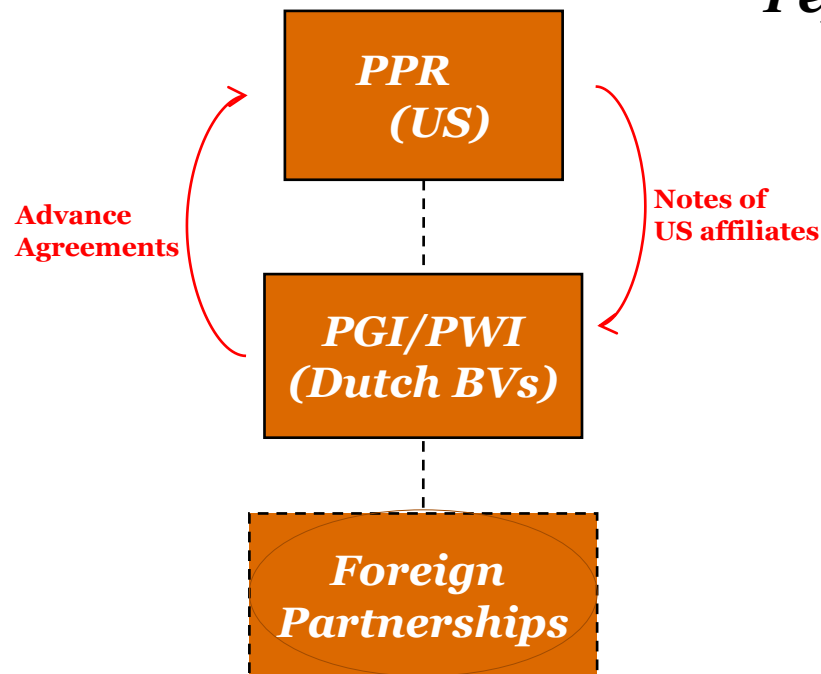 PPR
(US)
Advance
Agreements
Notes of
US affiliates
PGI/PWI
(Dutch BVs)
Foreign
Partnerships